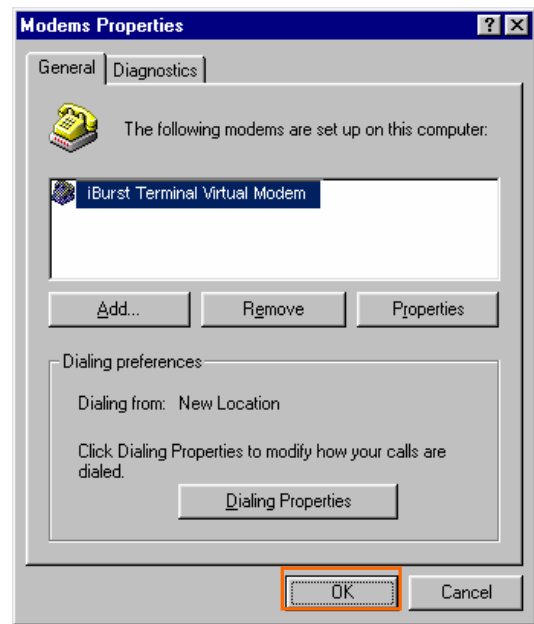 Modems Properties
General Diagnostics
The following modems are set up on this computer:
iBurst Terminal Virtual Modem
Add... Remove Properties
Dialing preferences
Dialing from: New Location
Click Dialing Properties to modify how your calls are
dialed.
Dialing Properties
OK Cancel